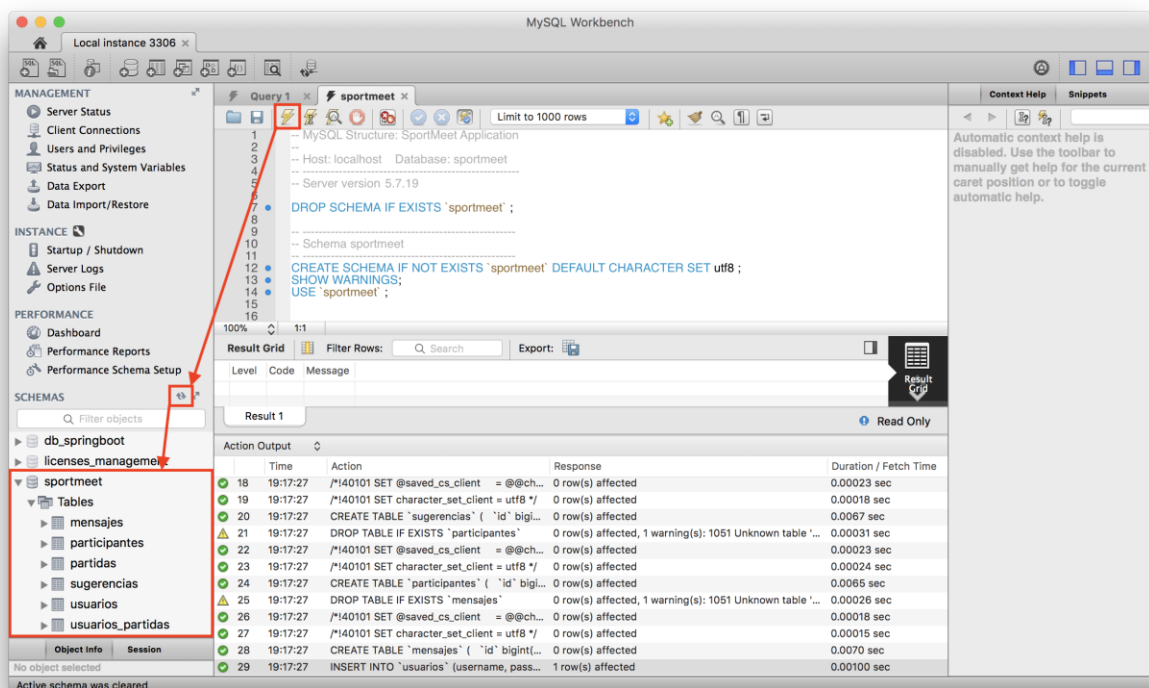 MySQL Workbench
Local instance 3306
MANAGEMENT
Server Status
Client Connections
Users and Privileges
Status and System Variables
Data Export
Data Import/Restore
INSTANCE
Startup / Shutdown
Server Logs
Options File
PERFORMANCE
Dashboard
Performance Reports
Performance Schema Setup
SCHEMAS
Filter objects
db_springboot
licenses_management
sportmeet
Tables
mensajes
participantes
partidas
sugerencias
usuarios
usuarios_partidas
Object Info Session
No object selected
Active schema was cleared
Query 1 sportmeet
Limit to 1000 rows
1 -- MySQL Structure: SportMeet Application
2 --
3 -- Host: localhost Database: sportmeet
4 -- ------------------------------------------------------
5 -- Server version 5.7.19
6
7 DROP SCHEMA IF EXISTS `sportmeet` ;
8
9 -- -----------------------------------------------------
10 -- Schema sportmeet
11 -- -----------------------------------------------------
12 CREATE SCHEMA IF NOT EXISTS `sportmeet` DEFAULT CHARACTER SET utf8 ;
13 SHOW WARNINGS;
14 USE `sportmeet` ;
15
16
100% 1:1
Result Grid Filter Rows: Search Export:
Level Code Message
Result Grid
Result 1
Read Only
Action Output
Time Action Response Duration / Fetch Time
18 19:17:27 /*!40101 SET @saved_cs_client = @@ch... 0 row(s) affected 0.00023 sec
19 19:17:27 /*!40101 SET character_set_client = utf8 */ 0 row(s) affected 0.00018 sec
20 19:17:27 CREATE TABLE `sugerencias` ( `id` bigi... 0 row(s) affected 0.0067 sec
21 19:17:27 DROP TABLE IF EXISTS `participantes` 0 row(s) affected, 1 warning(s): 1051 Unknown table '... 0.00031 sec
22 19:17:27 /*!40101 SET @saved_cs_client = @@ch... 0 row(s) affected 0.00023 sec
23 19:17:27 /*!40101 SET character_set_client = utf8 */ 0 row(s) affected 0.00024 sec
24 19:17:27 CREATE TABLE `participantes` ( `id` bigi... 0 row(s) affected 0.0065 sec
25 19:17:27 DROP TABLE IF EXISTS `mensajes` 0 row(s) affected, 1 warning(s): 1051 Unknown table '... 0.00026 sec
26 19:17:27 /*!40101 SET @saved_cs_client = @@ch... 0 row(s) affected 0.00018 sec
27 19:17:27 /*!40101 SET character_set_client = utf8 */ 0 row(s) affected 0.00015 sec
28 19:17:27 CREATE TABLE `mensajes` ( `id` bigint(... 0 row(s) affected 0.0070 sec
29 19:17:27 INSERT INTO `usuarios` (username, pass... 1 row(s) affected 0.00100 sec
Context Help Snippets
Automatic context help is
disabled. Use the toolbar to
manually get help for the current
caret position or to toggle
automatic help.